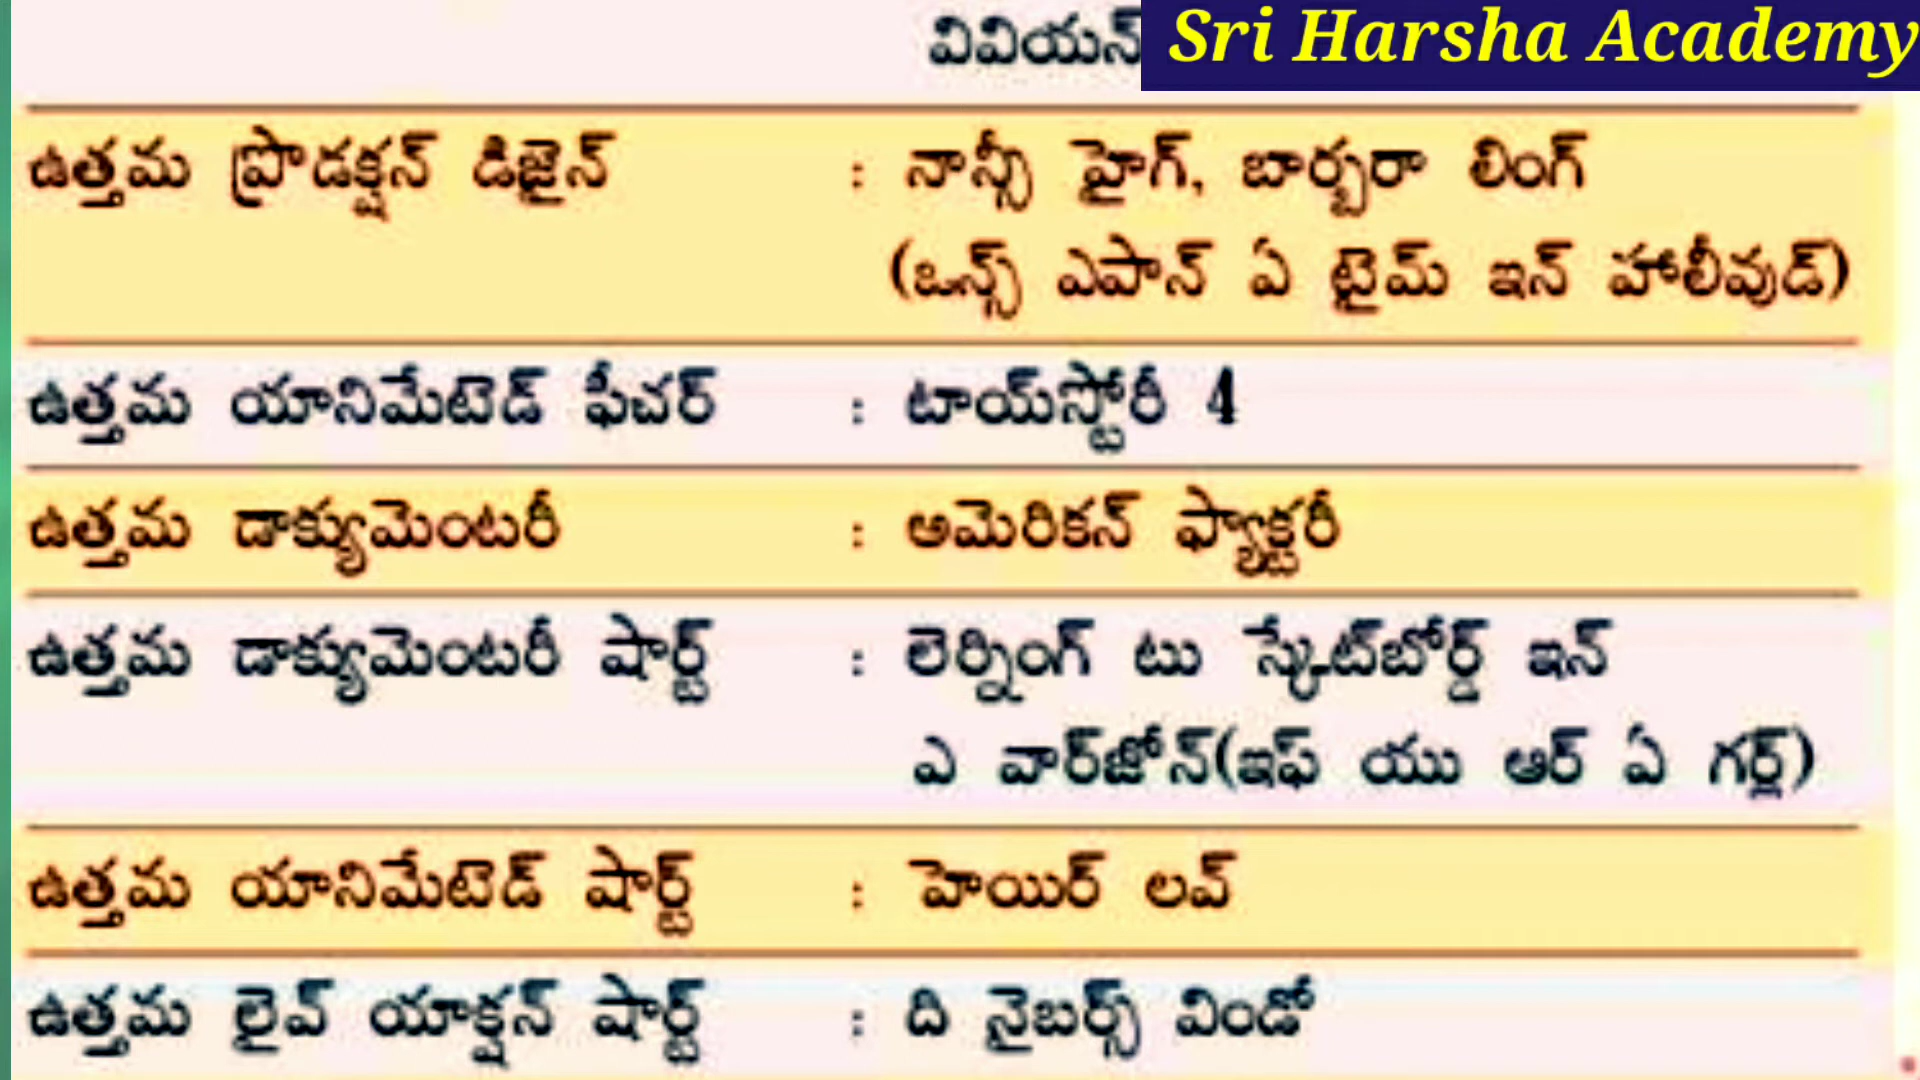 వివియన్ Sri Harsha Academy
ఉత్తమ ప్రొడక్షన్ డిజైన్ : నాన్సీ హైగ్, బార్బరా లింగ్
(ఒన్స్ ఎపాన్ ఏ టైమ్ ఇన్ హాలీవుడ్)
ఉత్తమ యానిమేటెడ్ ఫీచర్ : టాయ్‌స్టోరీ 4
ఉత్తమ డాక్యుమెంటరీ : అమెరికన్ ఫ్యాక్టరీ
ఉత్తమ డాక్యుమెంటరీ షార్ట్ : లెర్నింగ్ టు స్కేట్‌బోర్డ్ ఇన్
ఎ వార్‌జోన్(ఇఫ్ యు ఆర్ ఏ గర్ల్)
ఉత్తమ యానిమేటెడ్ షార్ట్ : హెయిర్ లవ్
ఉత్తమ లైవ్ యాక్షన్ షార్ట్ : ది నైబర్స్ విండో